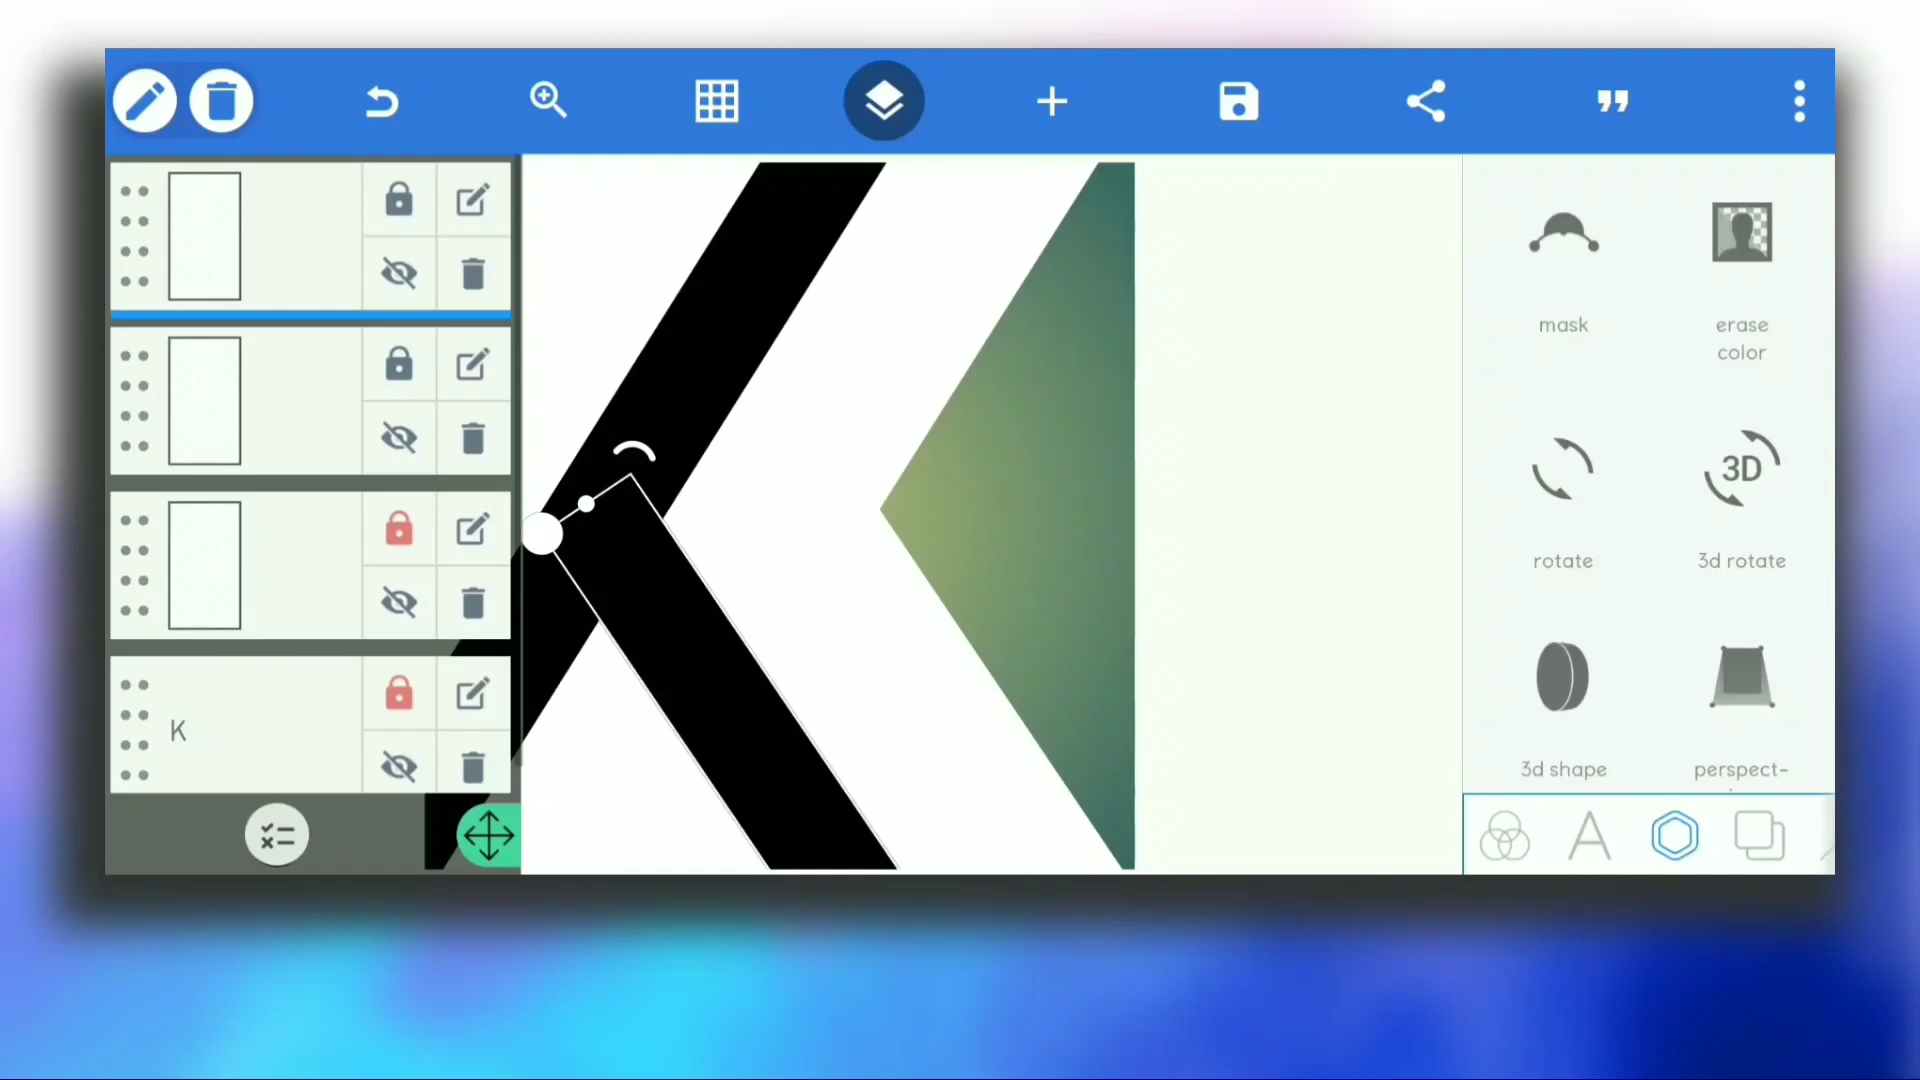 mask
erase
color
3D
rotate
3d rotate
K
3d shape
perspect-
A